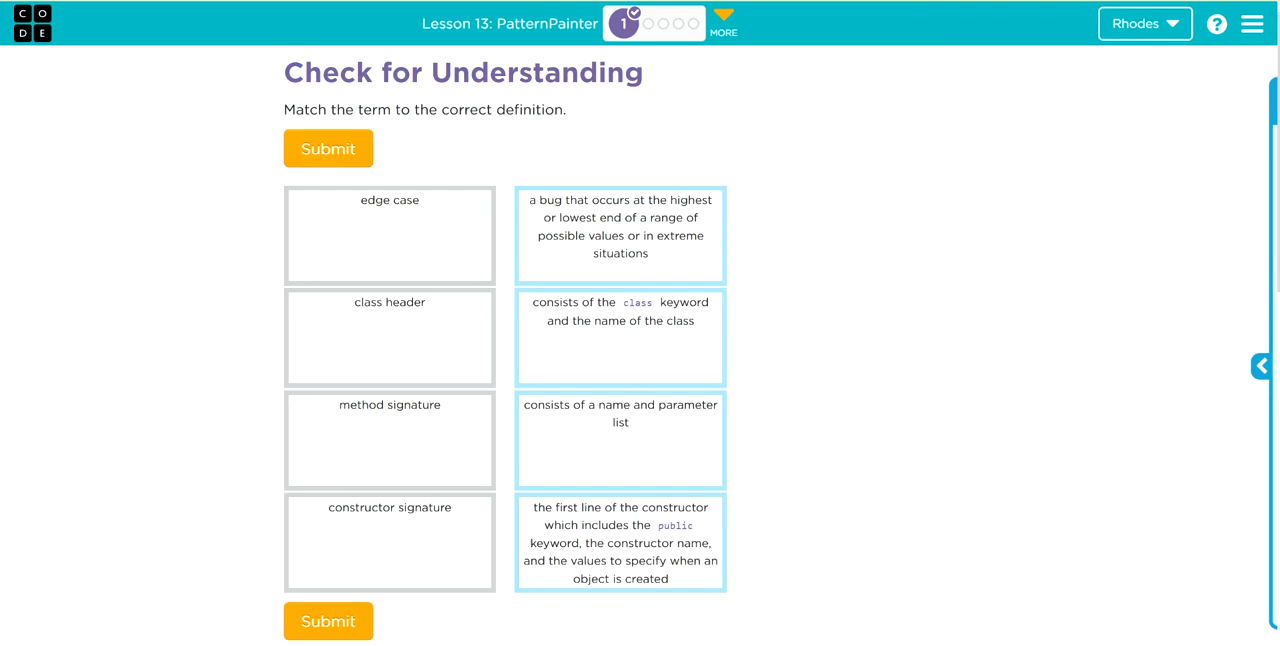 CODE
Lesson 13: PatternPainter
1
MORE
Rhodes
?
Check for Understanding
Match the term to the correct definition.
Submit
edge case
a bug that occurs at the highest
or lowest end of a range of
possible values or in extreme
situations
class header
consists of the class keyword
and the name of the class
method signature
consists of a name and parameter
list
constructor signature
the first line of the constructor
which includes the public
keyword, the constructor name,
and the values to specify when an
object is created
Submit